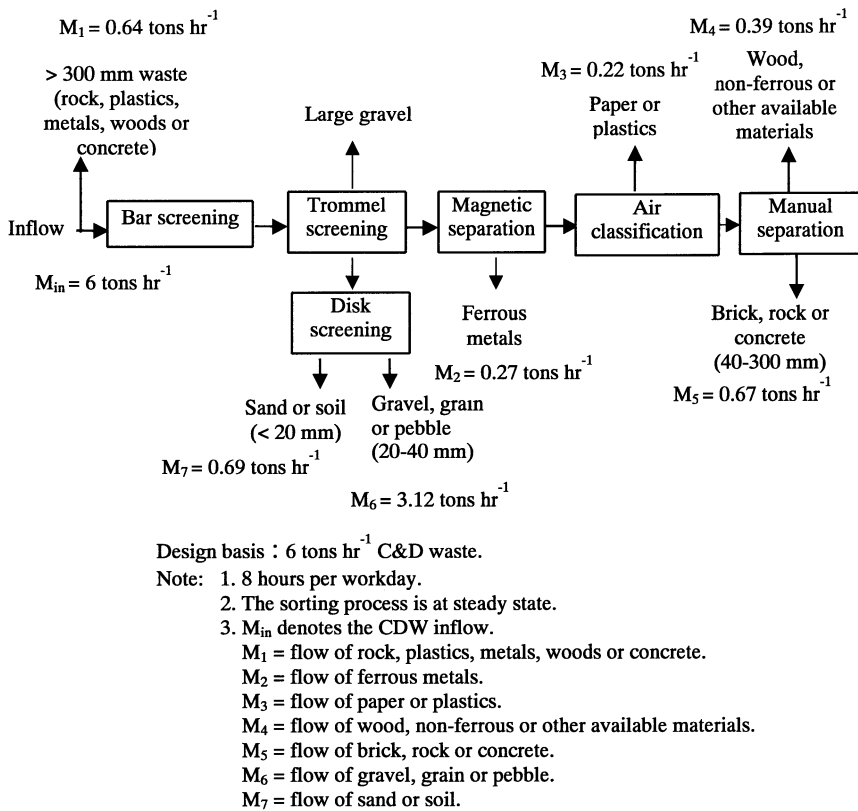 M₁ = 0.64 tons hr⁻¹
> 300 mm waste
(rock, plastics,
metals, woods or
concrete)
Large gravel
M₃ = 0.22 tons hr⁻¹
Paper or
plastics
M₄ = 0.39 tons hr⁻¹
Wood,
non-ferrous or
other available
materials
Inflow
Bar screening
Trommel
screening
Magnetic
separation
Air
classification
Manual
separation
Mᵢₙ = 6 tons hr⁻¹
Disk
screening
Ferrous
metals
M₂ = 0.27 tons hr⁻¹
Brick, rock or
concrete
(40-300 mm)
M₅ = 0.67 tons hr⁻¹
Sand or soil
(< 20 mm)
M₇ = 0.69 tons hr⁻¹
Gravel, grain
or pebble
(20-40 mm)
M₆ = 3.12 tons hr⁻¹
Design basis : 6 tons hr⁻¹ C&D waste.
Note: 1. 8 hours per workday.
2. The sorting process is at steady state.
3. Mᵢₙ denotes the CDW inflow.
M₁ = flow of rock, plastics, metals, woods or concrete.
M₂ = flow of ferrous metals.
M₃ = flow of paper or plastics.
M₄ = flow of wood, non-ferrous or other available materials.
M₅ = flow of brick, rock or concrete.
M₆ = flow of gravel, grain or pebble.
M₇ = flow of sand or soil.